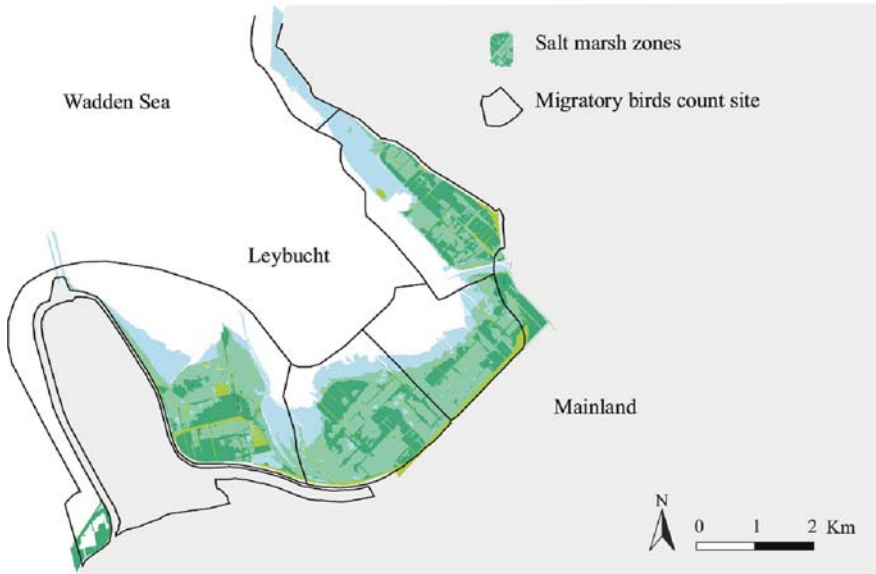 Salt marsh zones
Wadden Sea
Migratory birds count site
Leybucht
Mainland
N
0 1 2 Km